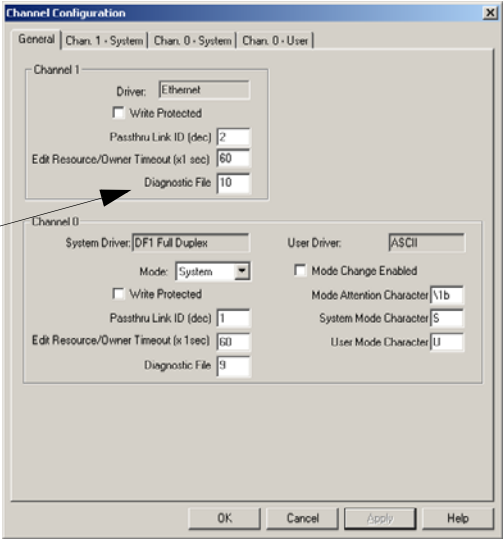 Channel Configuration
General Chan. 1 - System Chan. 0 - System Chan. 0 - User
Channel 1
Driver: Ethernet
Write Protected
Passthru Link ID (dec) 2
Edit Resource/Owner Timeout (x1 sec) 60
Diagnostic File 10
Channel 0
System Driver: DF1 Full Duplex User Driver: ASCII
Mode: System Mode Change Enabled
Write Protected Mode Attention Character \1b
Passthru Link ID (dec) 1 System Mode Character S
Edit Resource/Owner Timeout (x 1sec) 60 User Mode Character U
Diagnostic File 9
OK Cancel Apply Help